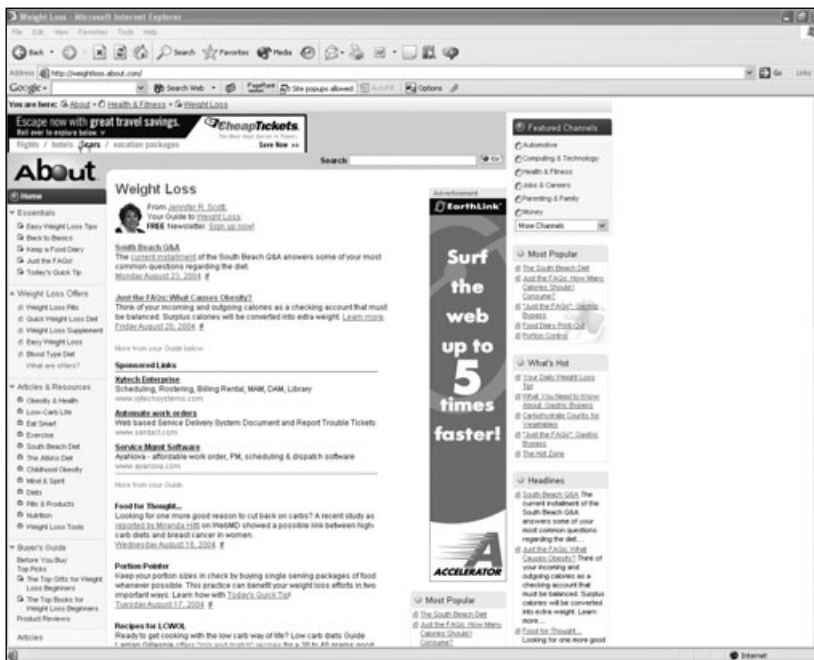 Weight Loss - Microsoft Internet Explorer
File Edit View Favorites Tools Help
Back Search Favorites Media
Address http://weightloss.about.com/ Go Links
Google Search Web PageRank Site popups allowed AutoFill Options
You are here: About > Health & Fitness > Weight Loss
Escape now with great travel savings.
Roll over to explore below.
CheapTickets.
flights / hotels / cars / vacation packages
Save Now >>
Search Go
About
Home
Essentials
Easy Weight Loss Tips
Back to Basics
Keep a Food Diary
Just the FAQs!
Today's Quick Tip
Weight Loss Offers
Weight Loss Pills
Quick Weight Loss Diet
Weight Loss Supplement
Easy Weight Loss
Blood Type Diet
What are offers?
Articles & Resources
Obesity & Health
Low-Carb Life
Eat Smart
Exercise
South Beach Diet
The Atkins Diet
Childhood Obesity
Mind & Spirit
Diets
Pills & Products
Nutrition
Weight Loss Tools
Buyer's Guide
Before You Buy
Top Picks
The Top Gifts for Weight
Loss Beginners
The Top Books for
Weight Loss Beginners
Product Reviews
Articles
Weight Loss
From Jennifer R. Scott,
Your Guide to Weight Loss.
FREE Newsletter. Sign up now!
South Beach Q&A
The current installment of the South Beach Q&A answers some of your most
common questions regarding the diet.
Monday August 23, 2004 #
Just the FAQs: What Causes Obesity?
Think of your incoming and outgoing calories as a checking account that must
be balanced. Surplus calories will be converted into extra weight. Learn more.
Friday August 20, 2004 #
More from your Guide below
Sponsored Links
Xytech Enterprise
Scheduling, Rostering, Billing Rental, MAM, DAM, Library
www.xytechsystems.com
Automate work orders
Web based Service Delivery System Document and Report Trouble Tickets
www.sentact.com
Service Mgmt Software
AyaNova - affordable work order, PM, scheduling & dispatch software
www.ayanova.com
More from your Guide
Food for Thought...
Looking for one more good reason to cut back on carbs? A recent study as
reported by Miranda Hitti on WebMD showed a possible link between high-
carb diets and breast cancer in women.
Wednesday August 18, 2004 #
Portion Pointer
Keep your portion sizes in check by buying single serving packages of food
whenever possible. This practice can benefit your weight loss efforts in two
important ways. Learn how with Today's Quick Tip!
Tuesday August 17, 2004 #
Recipes for LCWOL
Ready to get cooking with the low carb way of life? Low carb diets Guide
Advertisement
EarthLink
Surf
the
web
up to
5
times
faster!
ACCELERATOR
Most Popular
The South Beach Diet
Just the FAQs, How Many
Calories Should I
Consume?
Featured Channels
Automotive
Computing & Technology
Health & Fitness
Jobs & Careers
Parenting & Family
Money
More Channels
Most Popular
The South Beach Diet
Just the FAQs, How Many
Calories Should I
Consume?
"Just the FAQs", Gastric
Bypass
Food Diary Print-Out
Portion Control
What's Hot
Your Daily Weight Loss
Tip
What You Need to Know
About Gastric Bypass
Carbohydrate Counts for
Vegetables
"Just the FAQs", Gastric
Bypass
The Hot Zone
Headlines
South Beach Q&A The
current installment of the
South Beach Q&A
answers some of your
most common questions
regarding the
diet....
Just the FAQs: What
Causes Obesity? Think of
your incoming and
outgoing calories as a
checking account that
must be balanced. Surplus
calories will be converted
into extra weight. Learn
more....
Food for Thought...
Looking for one more good
Internet